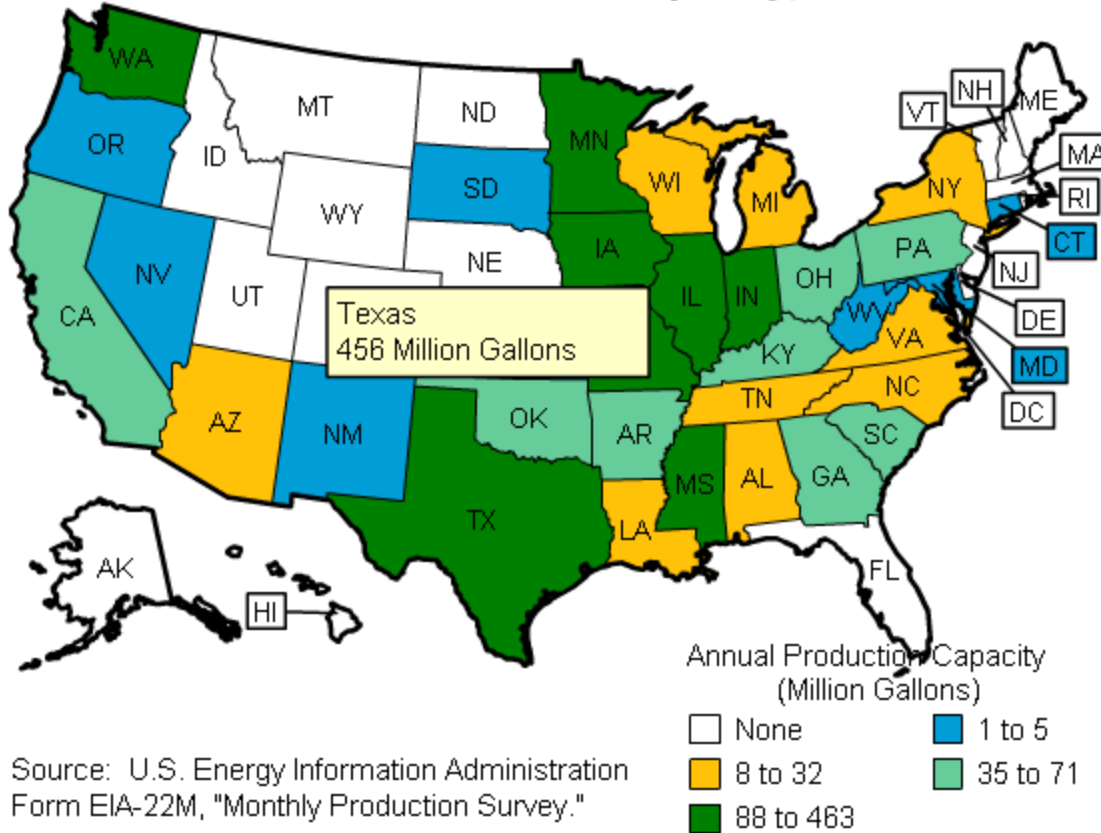 WA
MT
ND
MN
VT
NH
ME
OR
ID
SD
WI
MI
NY
MA
RI
CT
WY
NE
IA
PA
NJ
NV
UT
IL
IN
OH
DE
CA
WV
VA
MD
Texas
456 Million Gallons
KY
DC
AZ
NM
OK
AR
TN
NC
SC
TX
LA
MS
AL
GA
AK
HI
FL
Annual Production Capacity
(Million Gallons)
None
1 to 5
8 to 32
35 to 71
88 to 463
Source: U.S. Energy Information Administration
Form EIA-22M, "Monthly Production Survey."